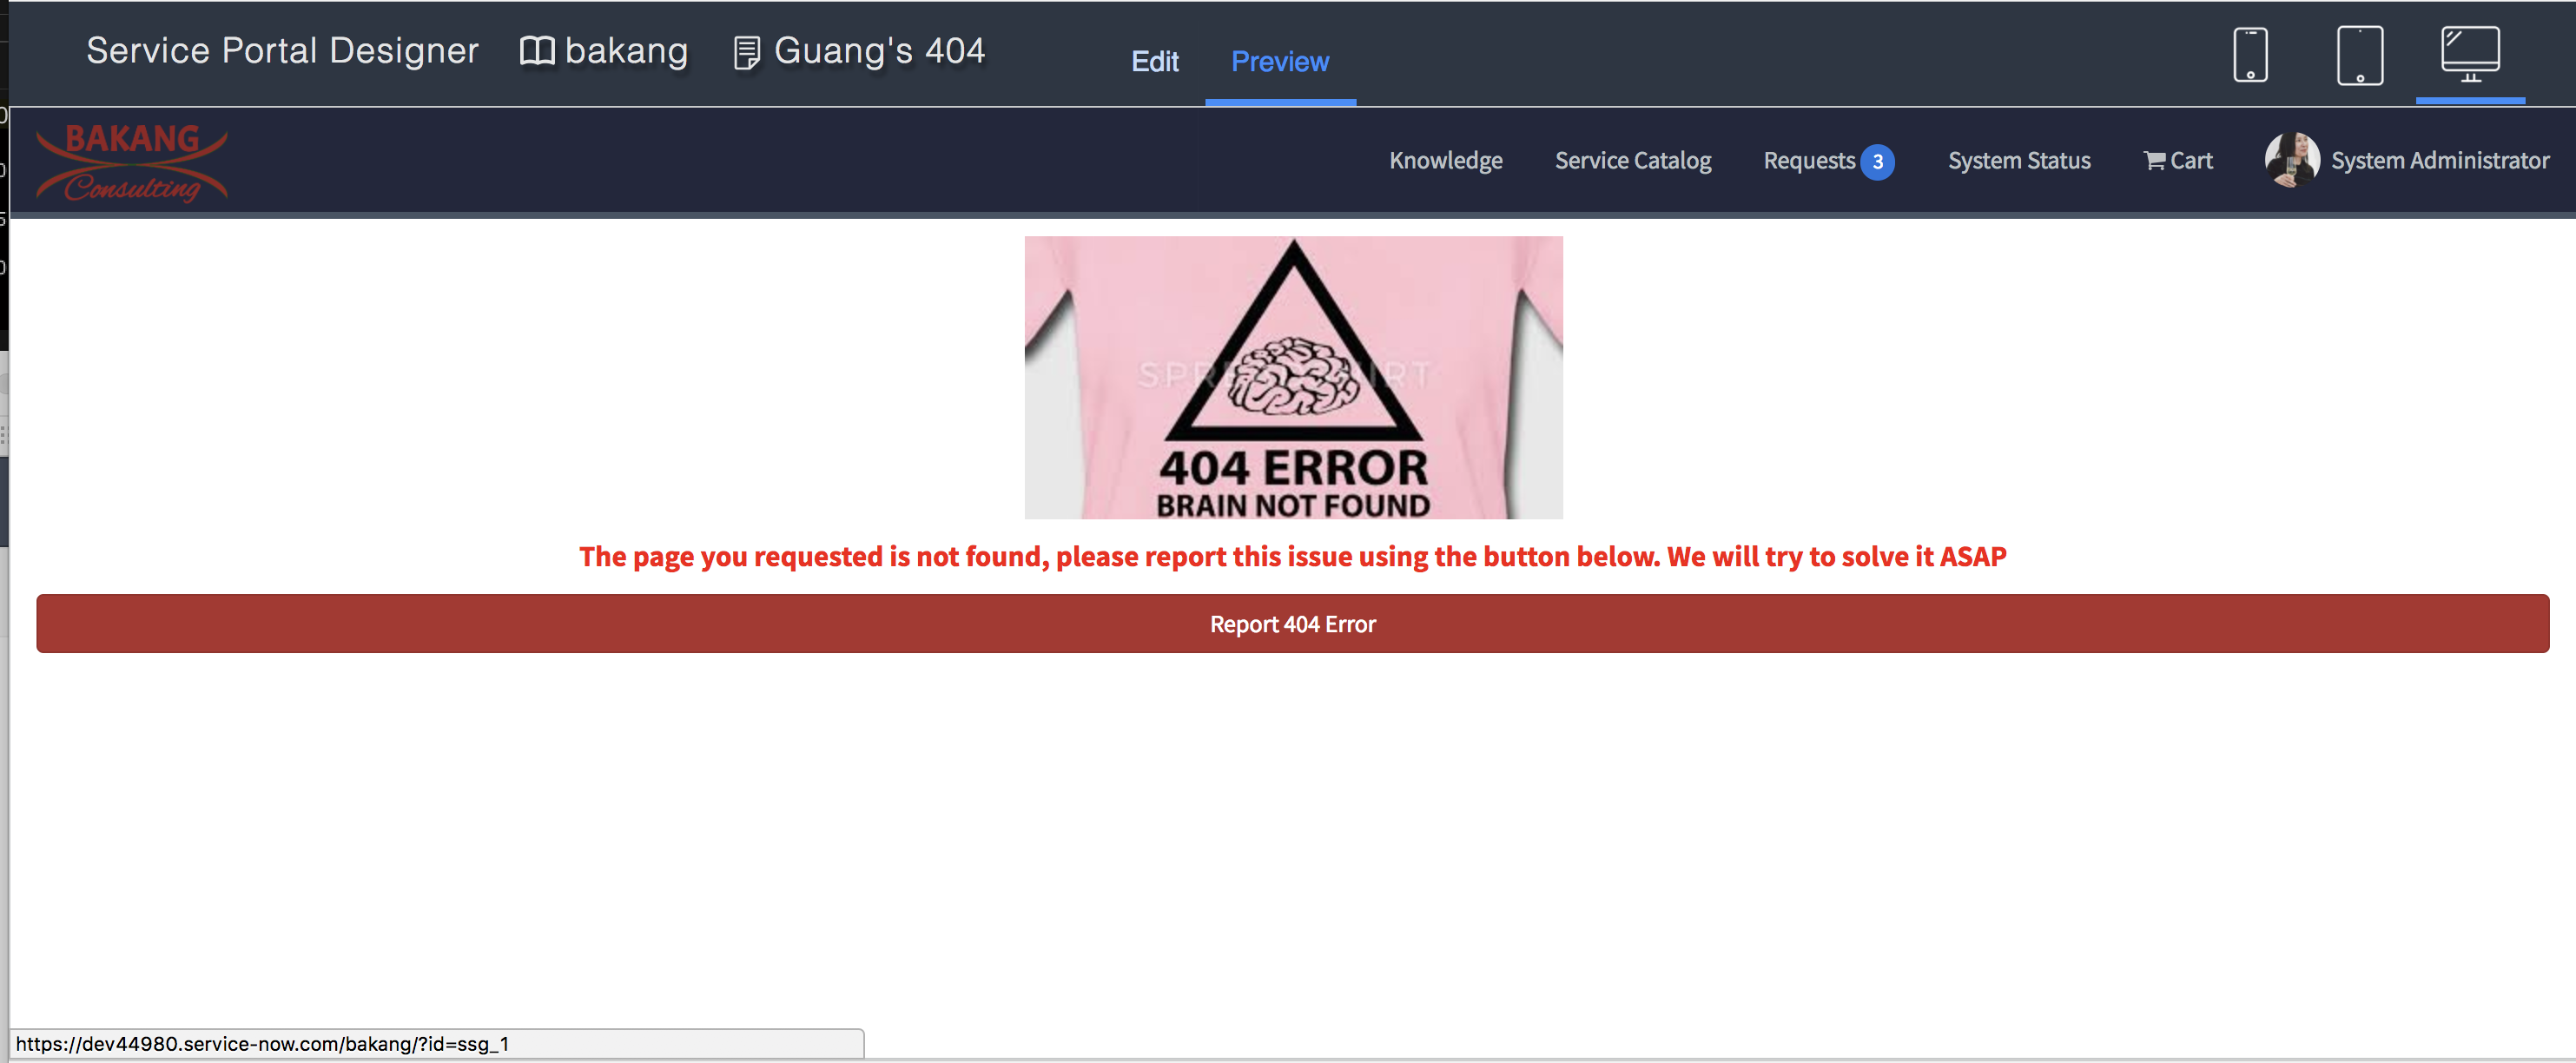 Service Portal Designer bakang Guang's 404 Edit Preview
BAKANG
Consulting
Knowledge Service Catalog Requests 3 System Status Cart System Administrator
404 ERROR
BRAIN NOT FOUND
The page you requested is not found, please report this issue using the button below. We will try to solve it ASAP
Report 404 Error
https://dev44980.service-now.com/bakang/?id=ssg_1